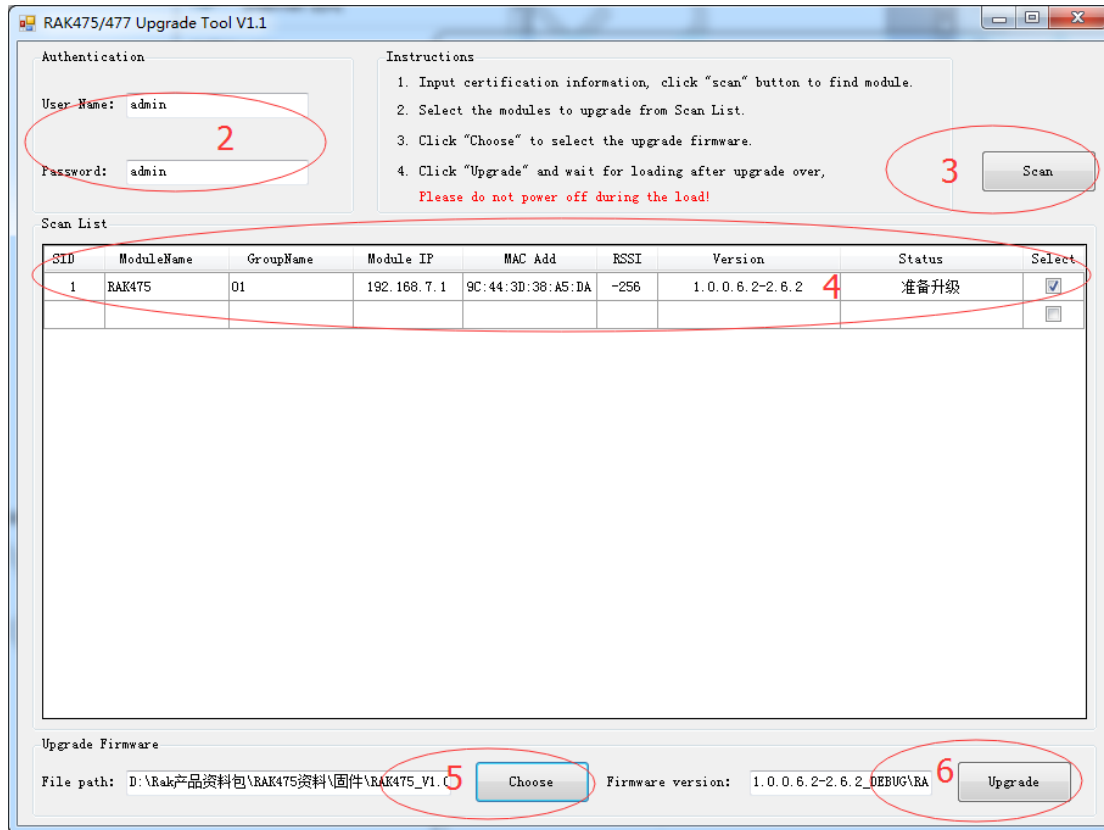 RAK475/477 Upgrade Tool V1.1
Authentication
User Name: admin
2
Password: admin
Instructions
1. Input certification information, click "scan" button to find module.
2. Select the modules to upgrade from Scan List.
3. Click "Choose" to select the upgrade firmware.
4. Click "Upgrade" and wait for loading after upgrade over,
Please do not power off during the load!
3 Scan
Scan List
SID ModuleName GroupName Module IP MAC Add RSSI Version Status Select
1 RAK475 01 192.168.7.1 9C:44:3D:38:A5:DA -256 1.0.0.6.2-2.6.2 4 准备升级
Upgrade Firmware
File path: D:\Rak产品资料包\RAK475资料\固件\RAK475_V1.0 5 Choose Firmware version: 1.0.0.6.2-2.6.2_DEBUG\RA 6 Upgrade